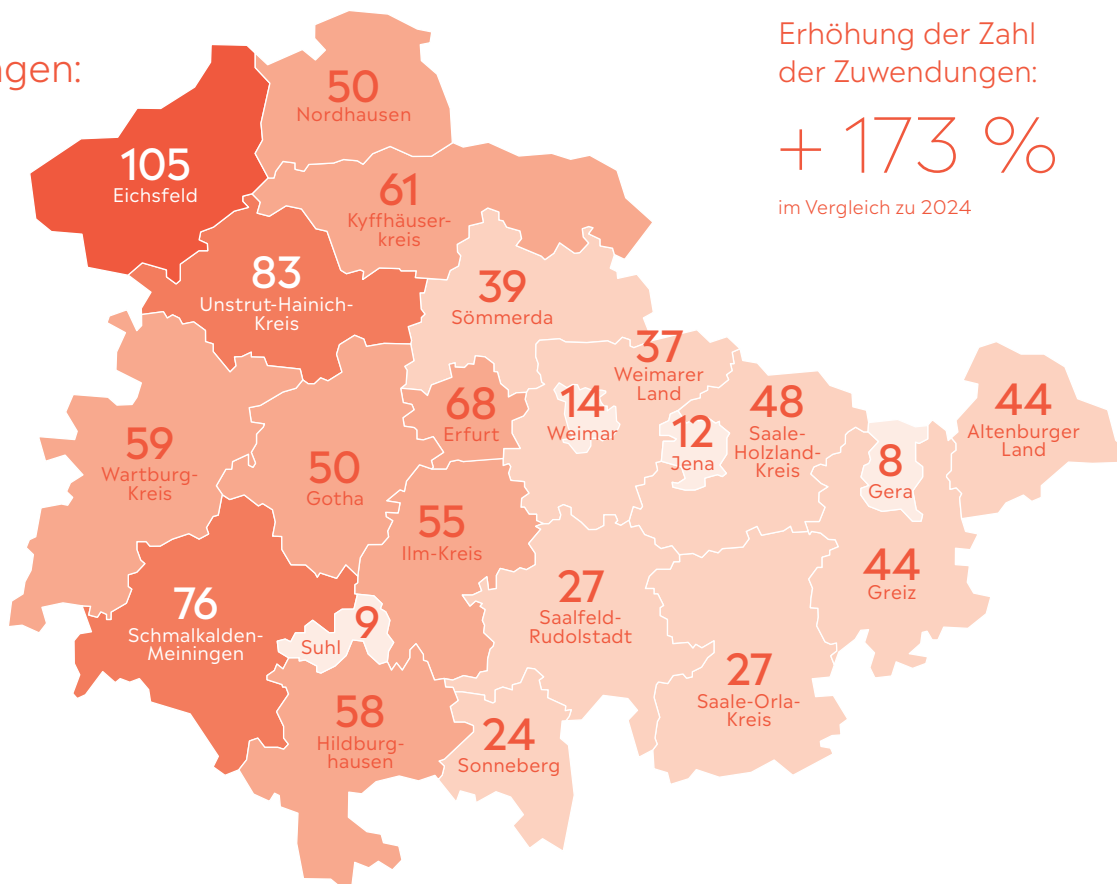 ngen:
Erhöhung der Zahl
der Zuwendungen:
+ 173 %
im Vergleich zu 2024
50
Nordhausen
105
Eichsfeld
61
Kyffhäuser-
kreis
83
Unstrut-Hainich-
Kreis
39
Sömmerda
37
Weimarer
Land
59
Wartburg-
Kreis
50
Gotha
68
Erfurt
14
Weimar
12
Jena
48
Saale-
Holzland-
Kreis
8
Gera
44
Altenburger
Land
55
Ilm-Kreis
44
Greiz
76
Schmalkalden-
Meiningen
9
Suhl
27
Saalfeld-
Rudolstadt
27
Saale-Orla-
Kreis
58
Hildburg-
hausen
24
Sonneberg